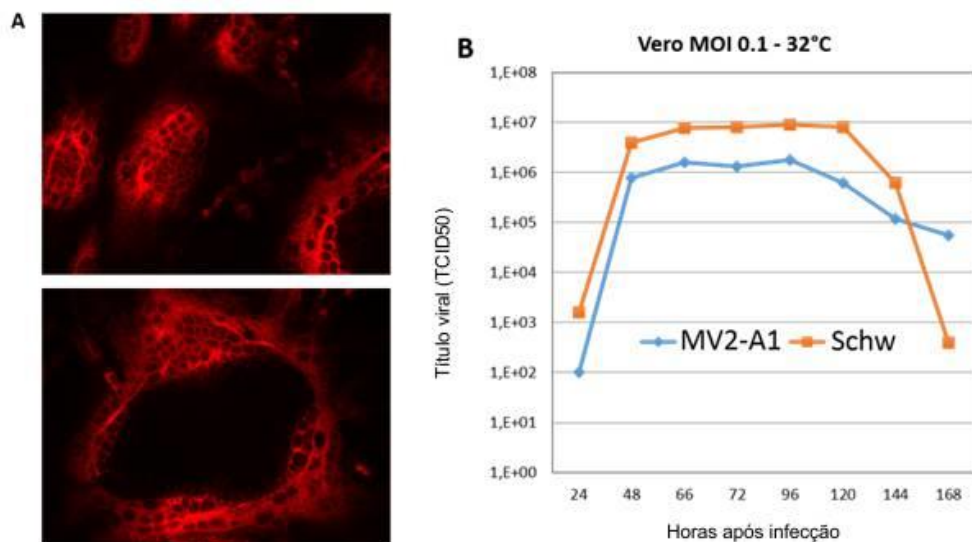 A
B
Vero MOI 0.1 - 32°C
Título viral (TCID50)
1,E+08
1,E+07
1,E+06
1,E+05
1,E+04
1,E+03
1,E+02
1,E+01
1,E+00
MV2-A1 Schw
24 48 66 72 96 120 144 168
Horas após infecção